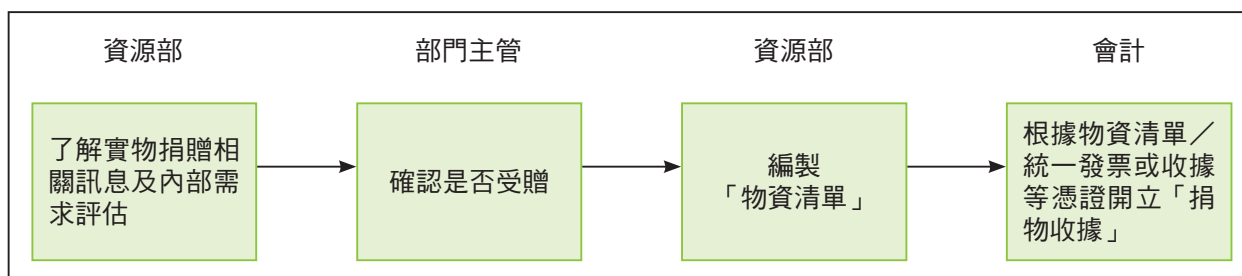 資源部
部門主管
資源部
會計
了解實物捐贈相
關訊息及內部需
求評估
確認是否受贈
編製
「物資清單」
根據物資清單／
統一發票或收據
等憑證開立「捐
物收據」